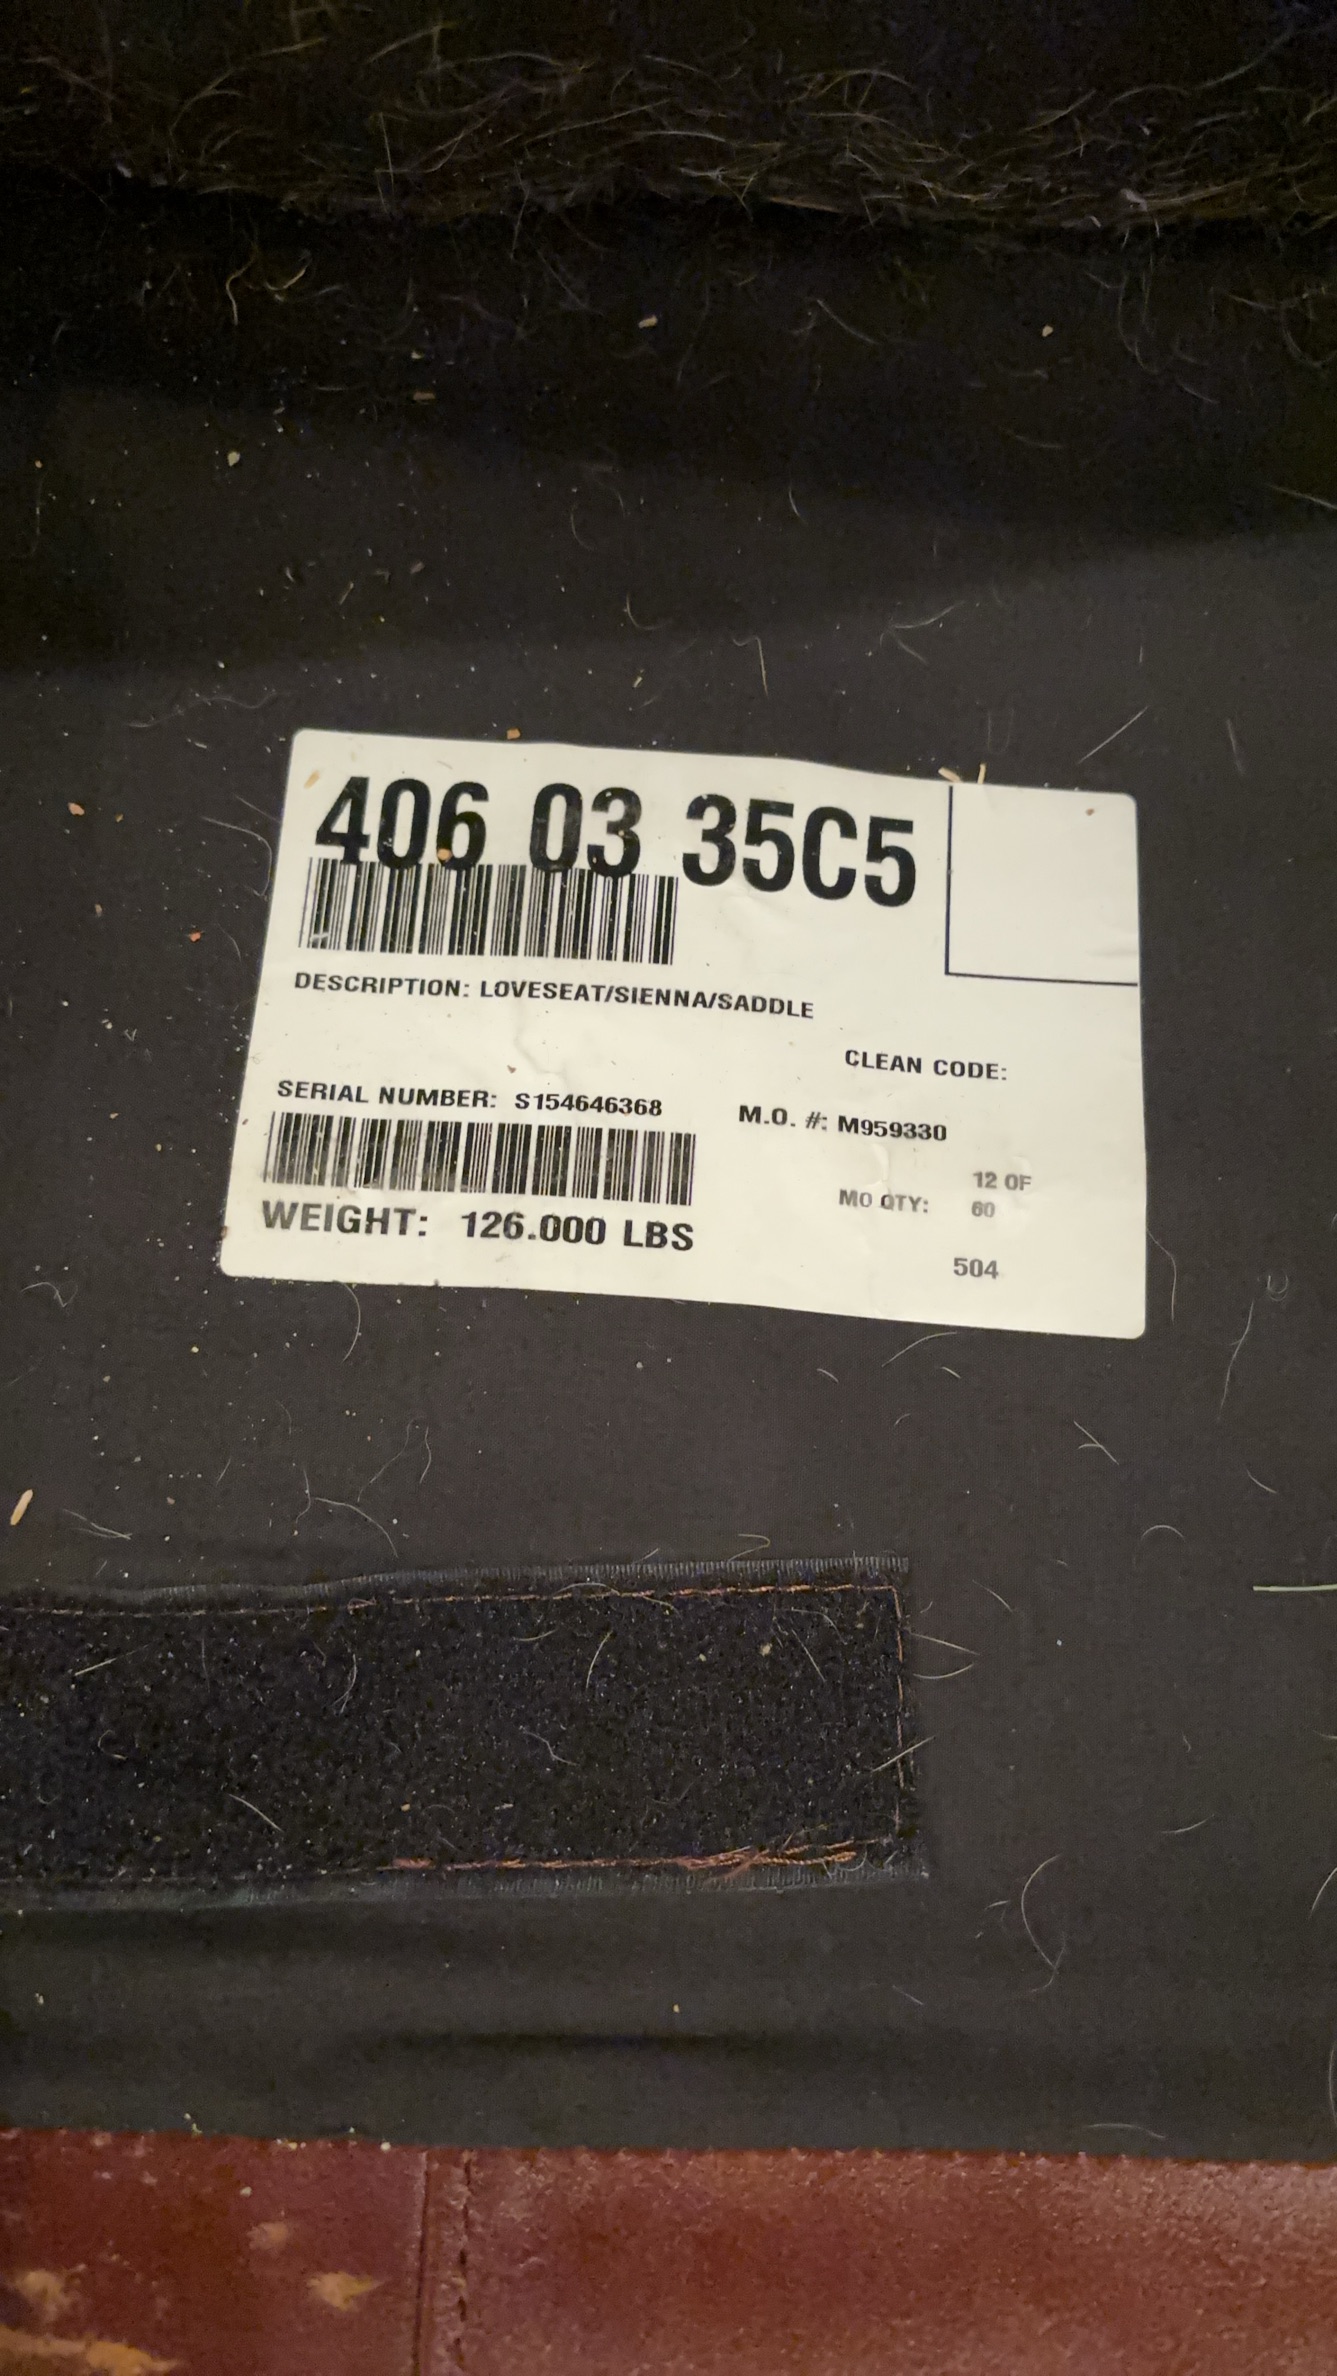 406 03 35C5
DESCRIPTION: LOVESEAT/SIENNA/SADDLE
CLEAN CODE:
SERIAL NUMBER: S154646368
M.O. #: M959330
12 OF
MO QTY: 60
WEIGHT: 126.000 LBS
504